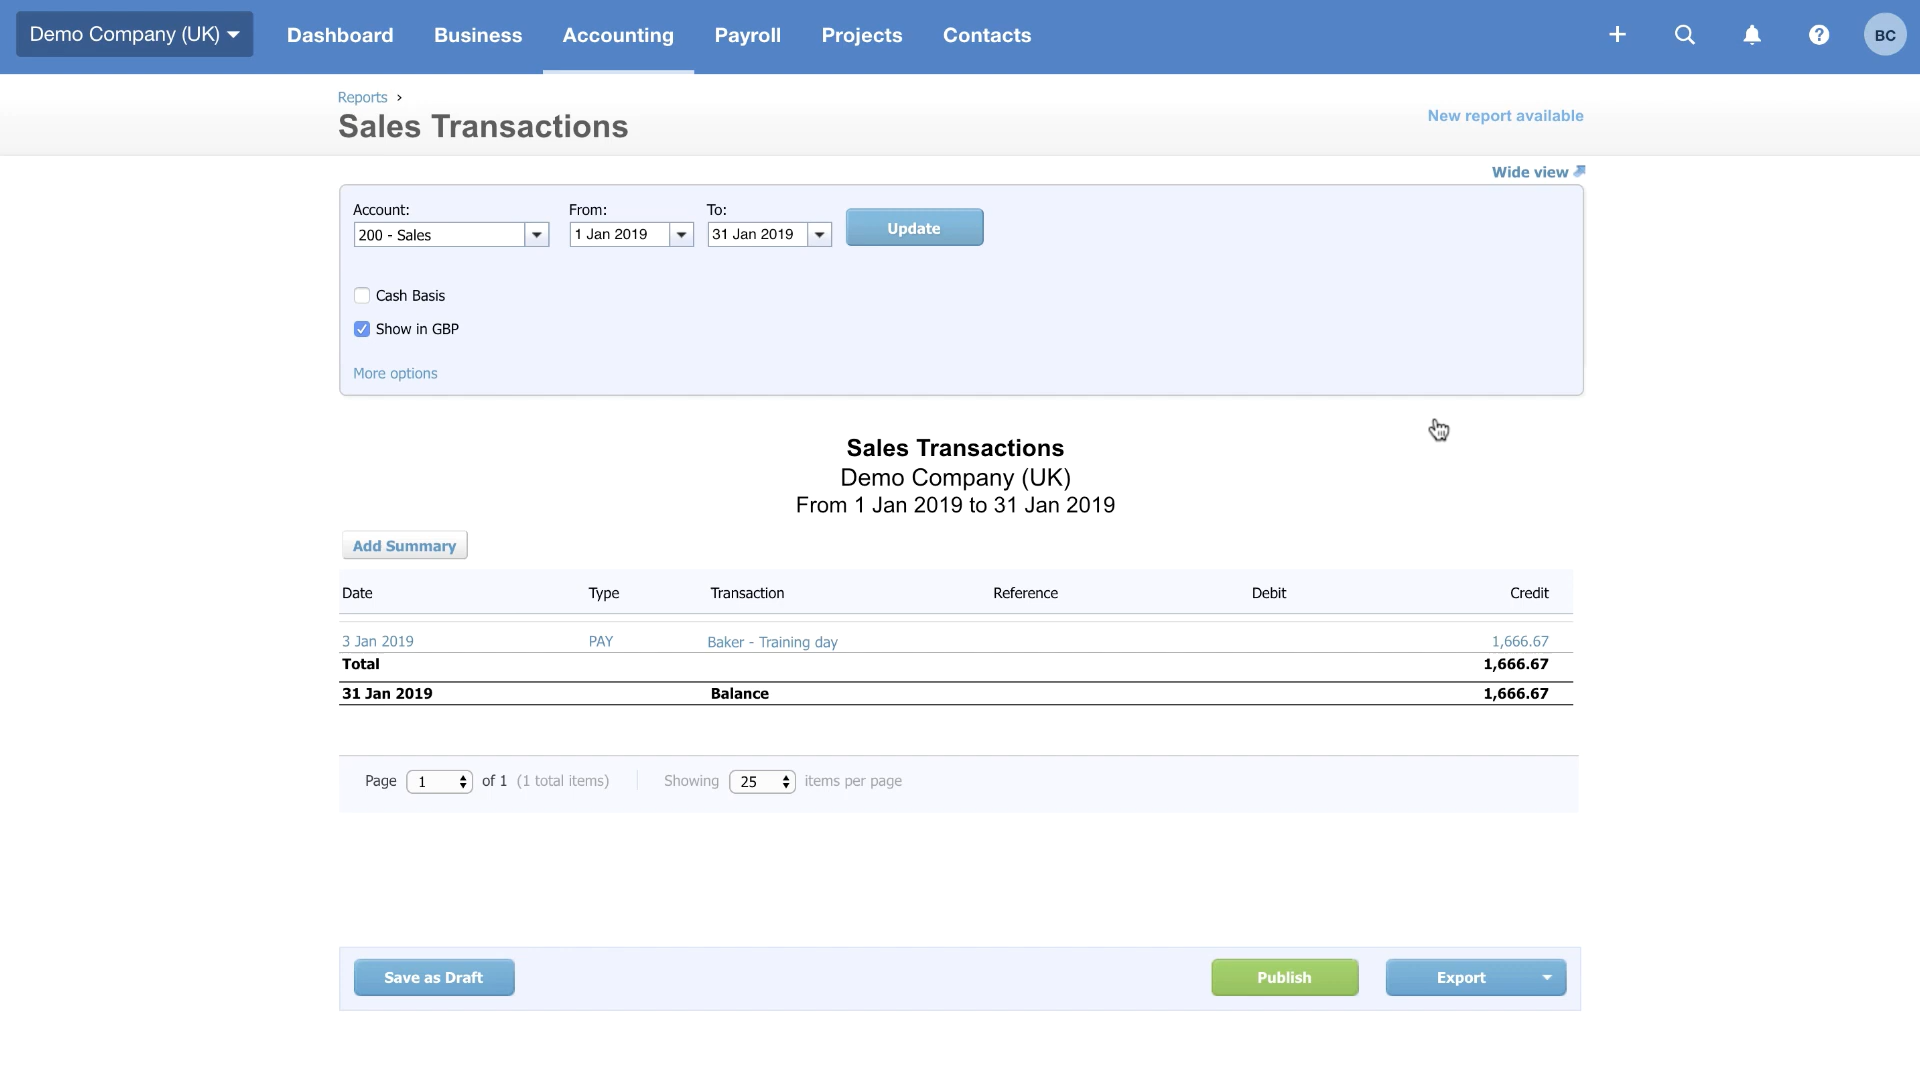 Demo Company (UK) Dashboard Business Accounting Payroll Projects Contacts + ? BC
Reports ›
Sales Transactions
New report available
Wide view
Account: From: To:
200 - Sales 1 Jan 2019 31 Jan 2019 Update
Cash Basis
Show in GBP
More options
Sales Transactions
Demo Company (UK)
From 1 Jan 2019 to 31 Jan 2019
Add Summary
Date Type Transaction Reference Debit Credit
3 Jan 2019 PAY Baker - Training day 1,666.67
Total 1,666.67
31 Jan 2019 Balance 1,666.67
Page 1 of 1 (1 total items) Showing 25 items per page
Save as Draft Publish Export